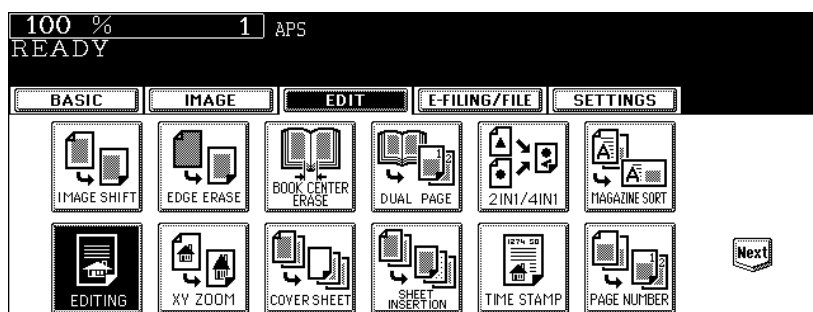 100 % 1 APS
READY
BASIC IMAGE EDIT E-FILING/FILE SETTINGS
IMAGE SHIFT EDGE ERASE BOOK CENTER ERASE DUAL PAGE 2IN1/4IN1 MAGAZINE SORT
EDITING XY ZOOM COVER SHEET SHEET INSERTION TIME STAMP PAGE NUMBER Next